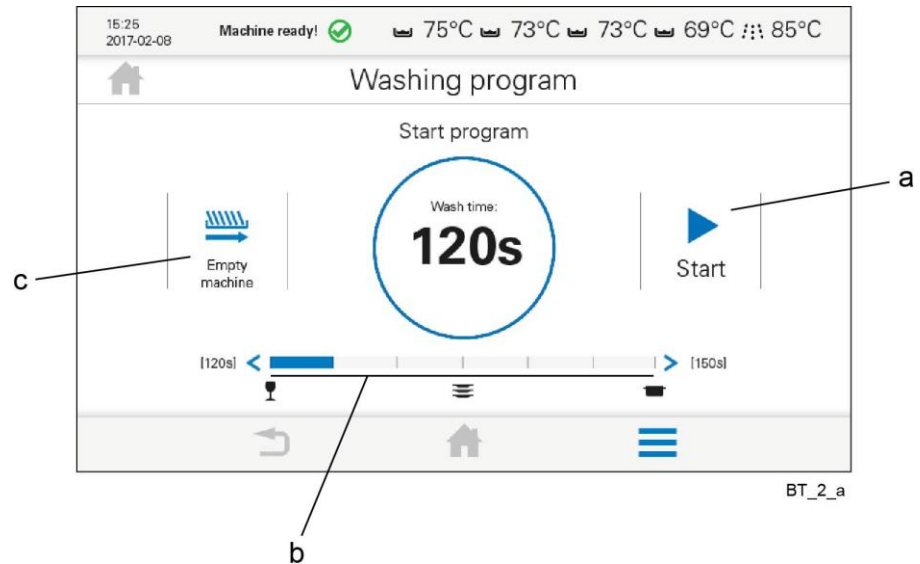 15:25
2017-02-08
Machine ready!
75°C 73°C 73°C 69°C 85°C
Washing program
Start program
Wash time:
120s
Empty
machine
Start
a
c
[120s] < > [150s]
BT_2_a
b